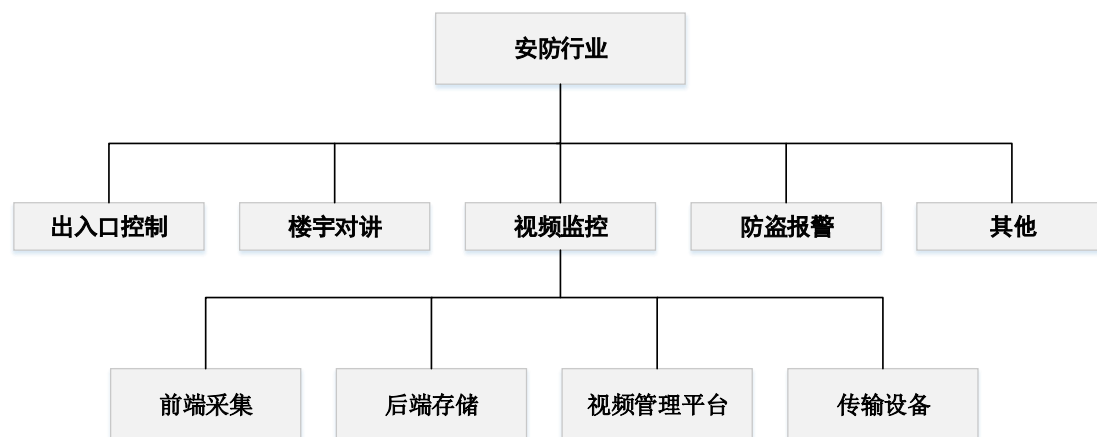 安防行业
出入口控制
楼宇对讲
视频监控
防盗报警
其他
前端采集
后端存储
视频管理平台
传输设备